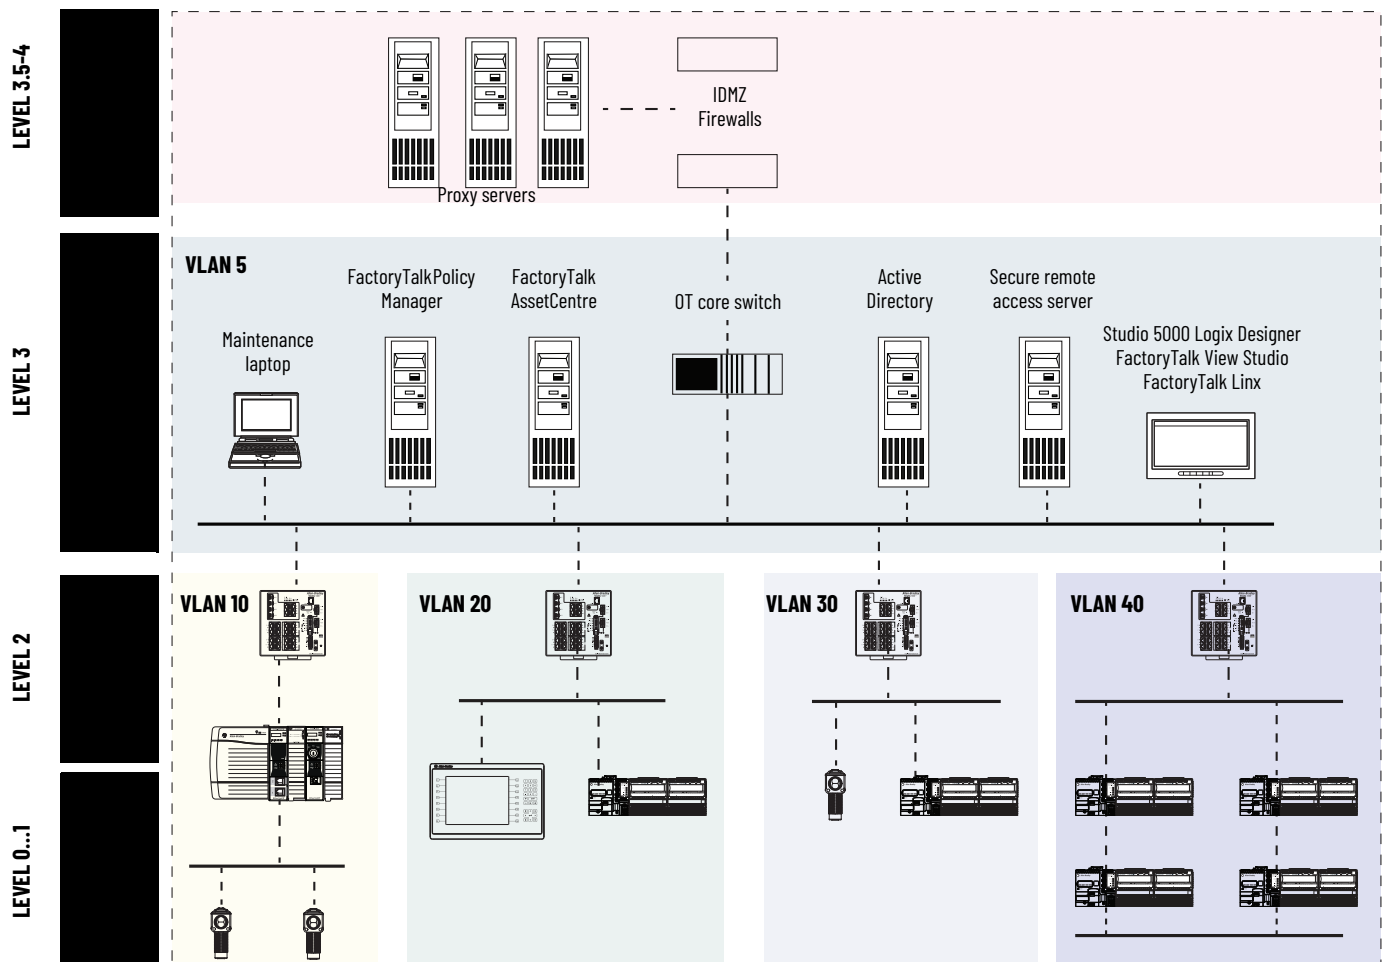 LEVEL 3.5-4
IDMZ
Firewalls
Proxy servers
LEVEL 3
VLAN 5
FactoryTalkPolicy
Manager
FactoryTalk
AssetCentre
OT core switch
Active
Directory
Secure remote
access server
Maintenance
laptop
Studio 5000 Logix Designer
FactoryTalk View Studio
FactoryTalk Linx
LEVEL 2
VLAN 10
VLAN 20
VLAN 30
VLAN 40
LEVEL 0...1